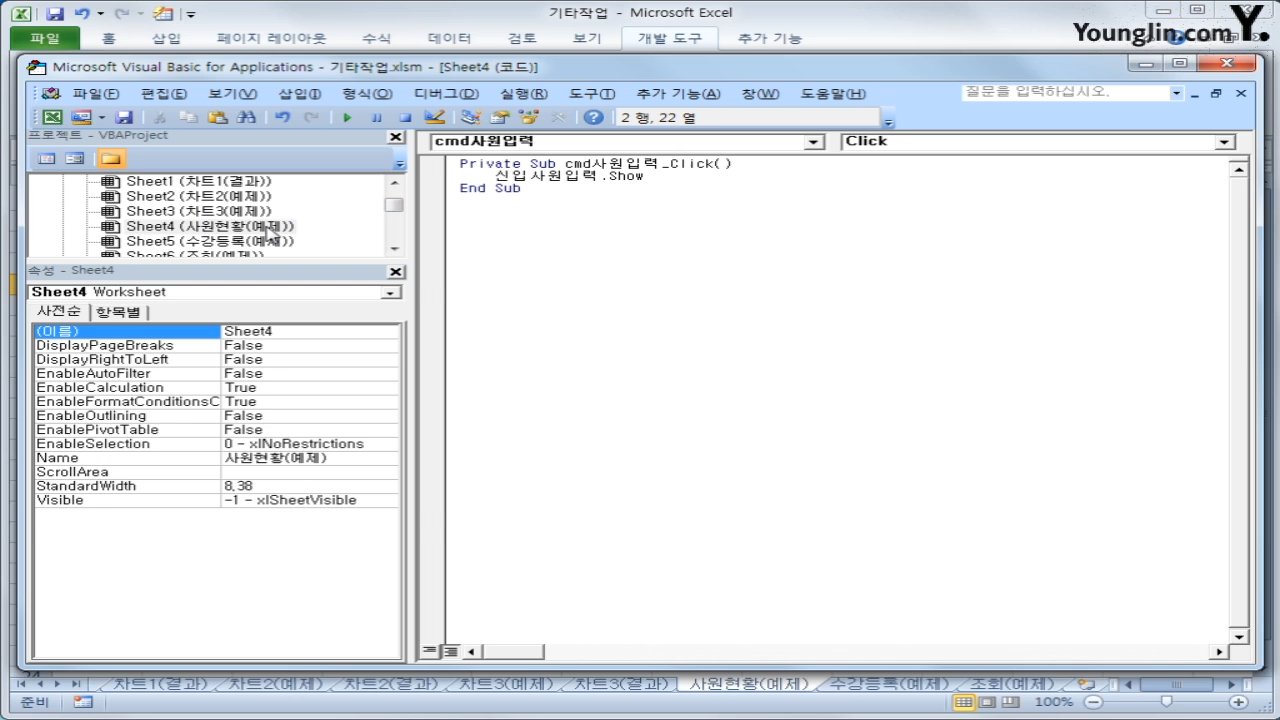 기타작업 - Microsoft Excel
Younglin.com Y.
파일 홈 삽입 페이지 레이아웃 수식 데이터 검토 보기 개발 도구 추가 기능
Microsoft Visual Basic for Applications - 기타작업.xlsm - [Sheet4 (코드)]
파일(F) 편집(E) 보기(V) 삽입(I) 형식(O) 디버그(D) 실행(R) 도구(T) 추가 기능(A) 창(W) 도움말(H) 질문을 입력하십시오.
2 행, 22 열
프로젝트 - VBAProject
Sheet1 (차트1(결과))
Sheet2 (차트2(예제))
Sheet3 (차트3(예제))
Sheet4 (사원현황(예제))
Sheet5 (수강등록(예제))
Sheet6 (조회(예제))
속성 - Sheet4
Sheet4 Worksheet
사전순 항목별
(이름) Sheet4
DisplayPageBreaks False
DisplayRightToLeft False
EnableAutoFilter False
EnableCalculation True
EnableFormatConditionsC True
EnableOutlining False
EnablePivotTable False
EnableSelection 0 - xlNoRestrictions
Name 사원현황(예제)
ScrollArea
StandardWidth 8.38
Visible -1 - xlSheetVisible
cmd사원입력 Click
Private Sub cmd사원입력_Click()
신입사원입력.Show
End Sub
차트1(결과) 차트2(예제) 차트2(결과) 차트3(예제) 차트3(결과) 사원현황(예제) 수강등록(예제) 조회(예제)
준비 100%